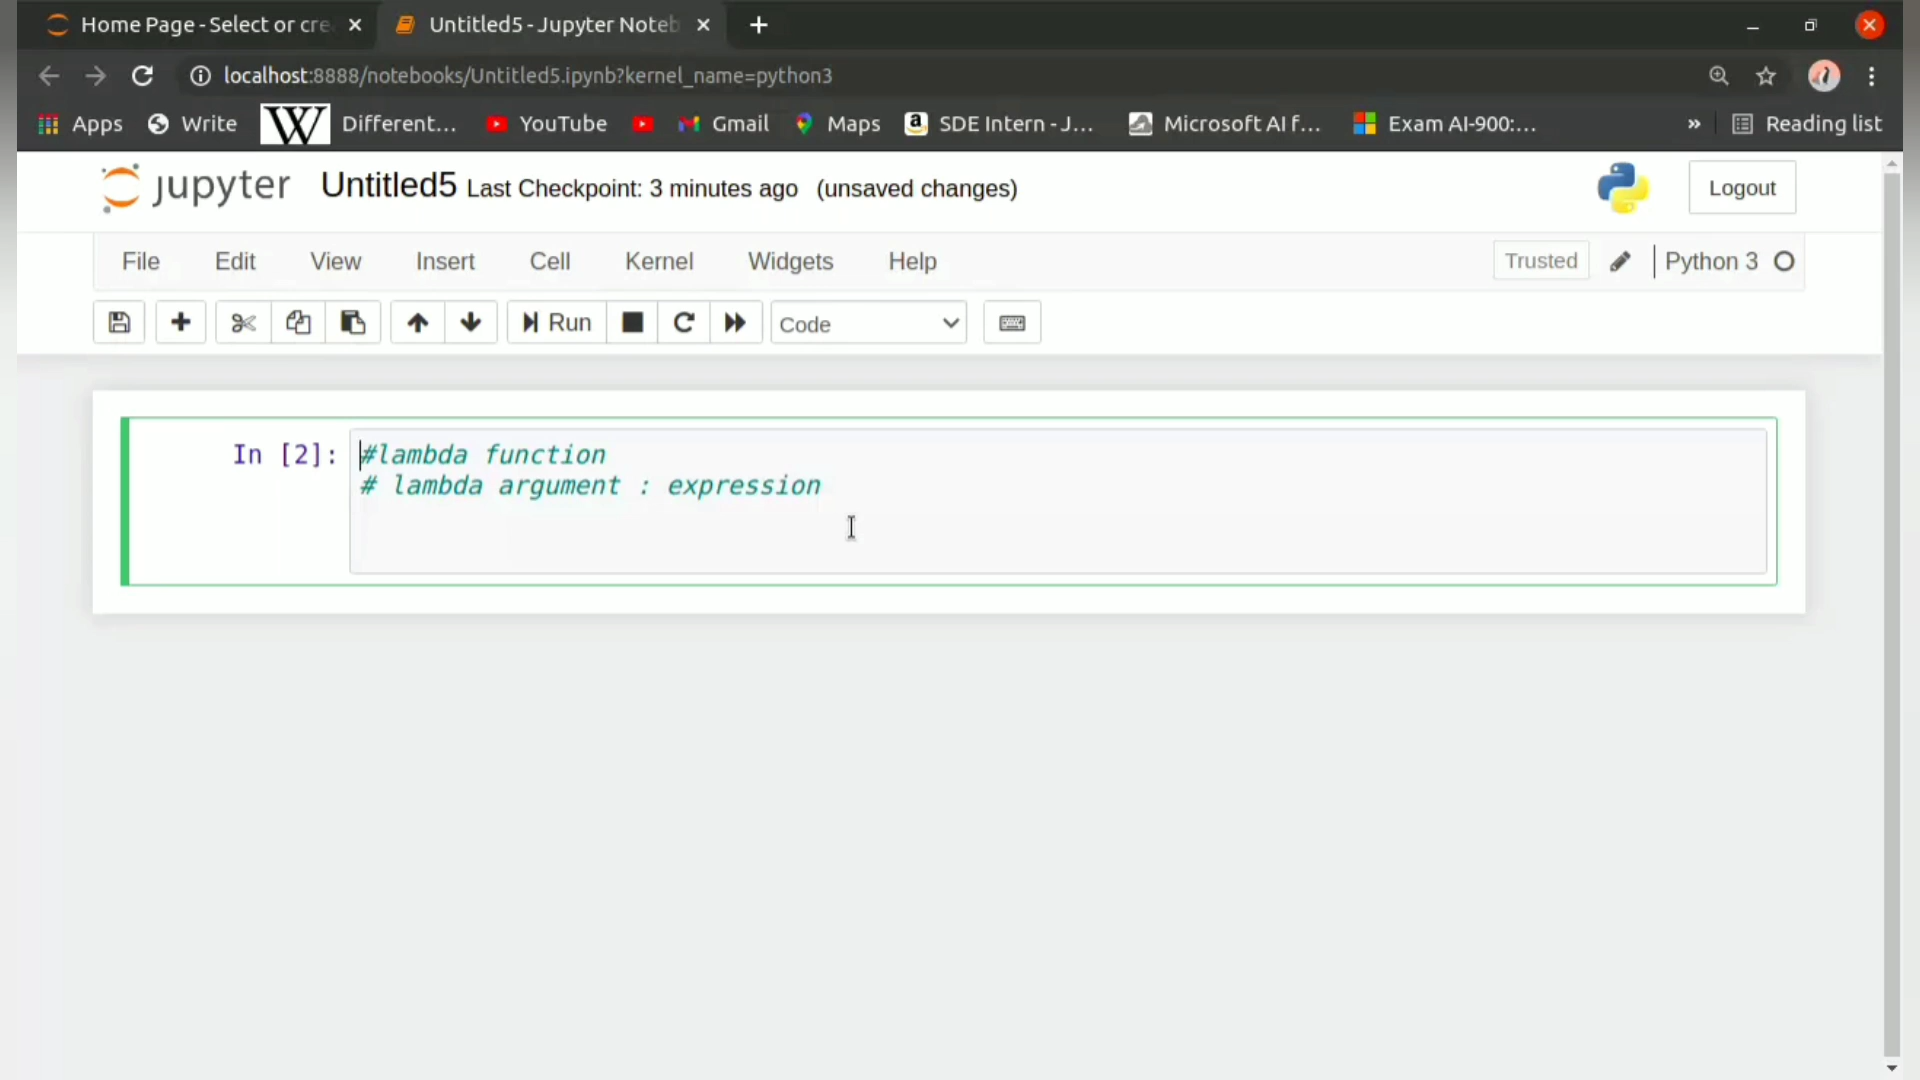 Home Page - Select or cre
Untitled5 - Jupyter Noteb
localhost:8888/notebooks/Untitled5.ipynb?kernel_name=python3
Apps Write W Different... YouTube Gmail Maps a SDE Intern - J... Microsoft AI f... Exam AI-900:... » Reading list
jupyter Untitled5 Last Checkpoint: 3 minutes ago (unsaved changes) Logout
File Edit View Insert Cell Kernel Widgets Help Trusted Python 3
Run Code
In [2]: #lambda function
# lambda argument : expression